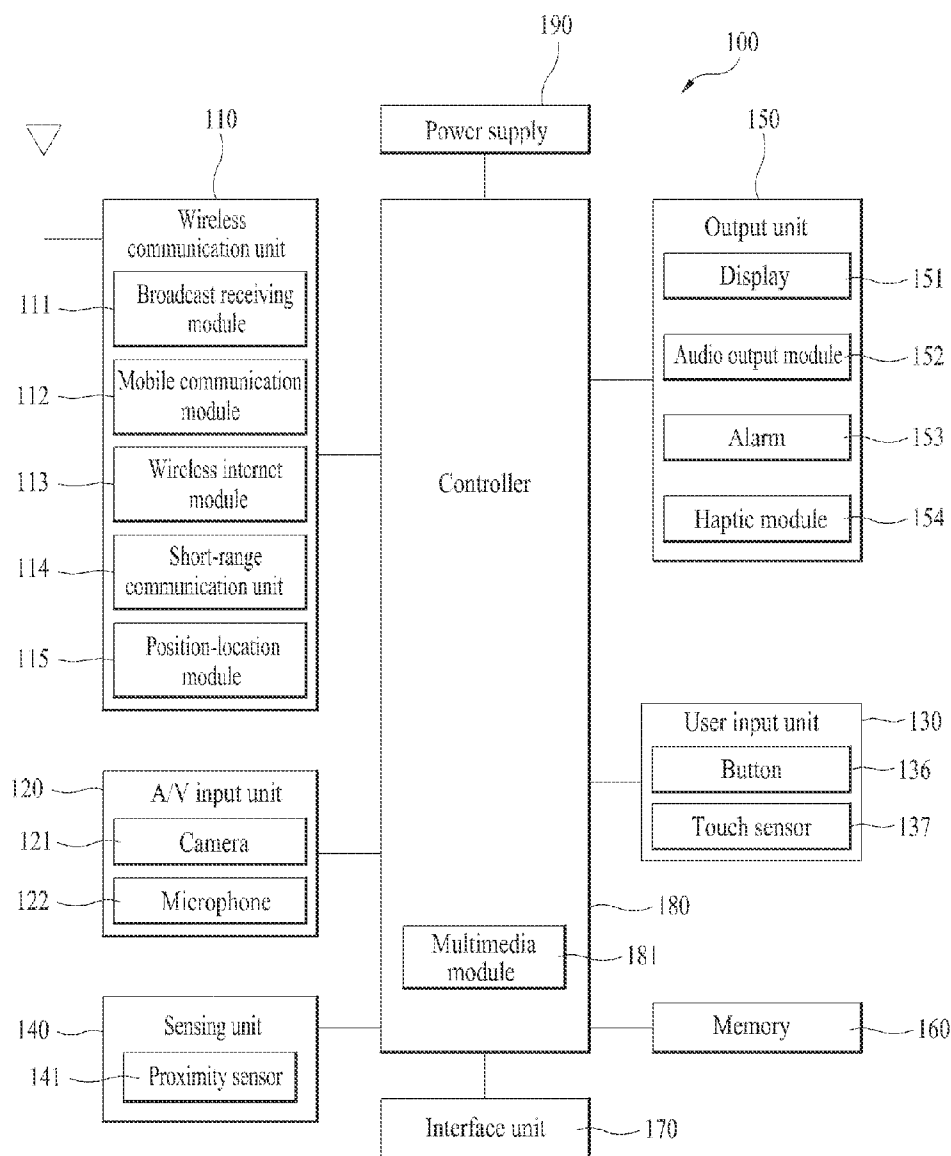 190
100
Power supply
110
150
Wireless
communication unit
Output unit
111
Broadcast receiving
module
Display
151
112
Mobile communication
module
Audio output module
152
113
Wireless internet
module
Controller
Alarm
153
114
Short-range
communication unit
Haptic module
154
115
Position-location
module
User input unit
130
Button
136
Touch sensor
137
120
A/V input unit
121
Camera
122
Microphone
180
Multimedia
module
181
140
Sensing unit
141
Proximity sensor
Memory
160
Interface unit
170